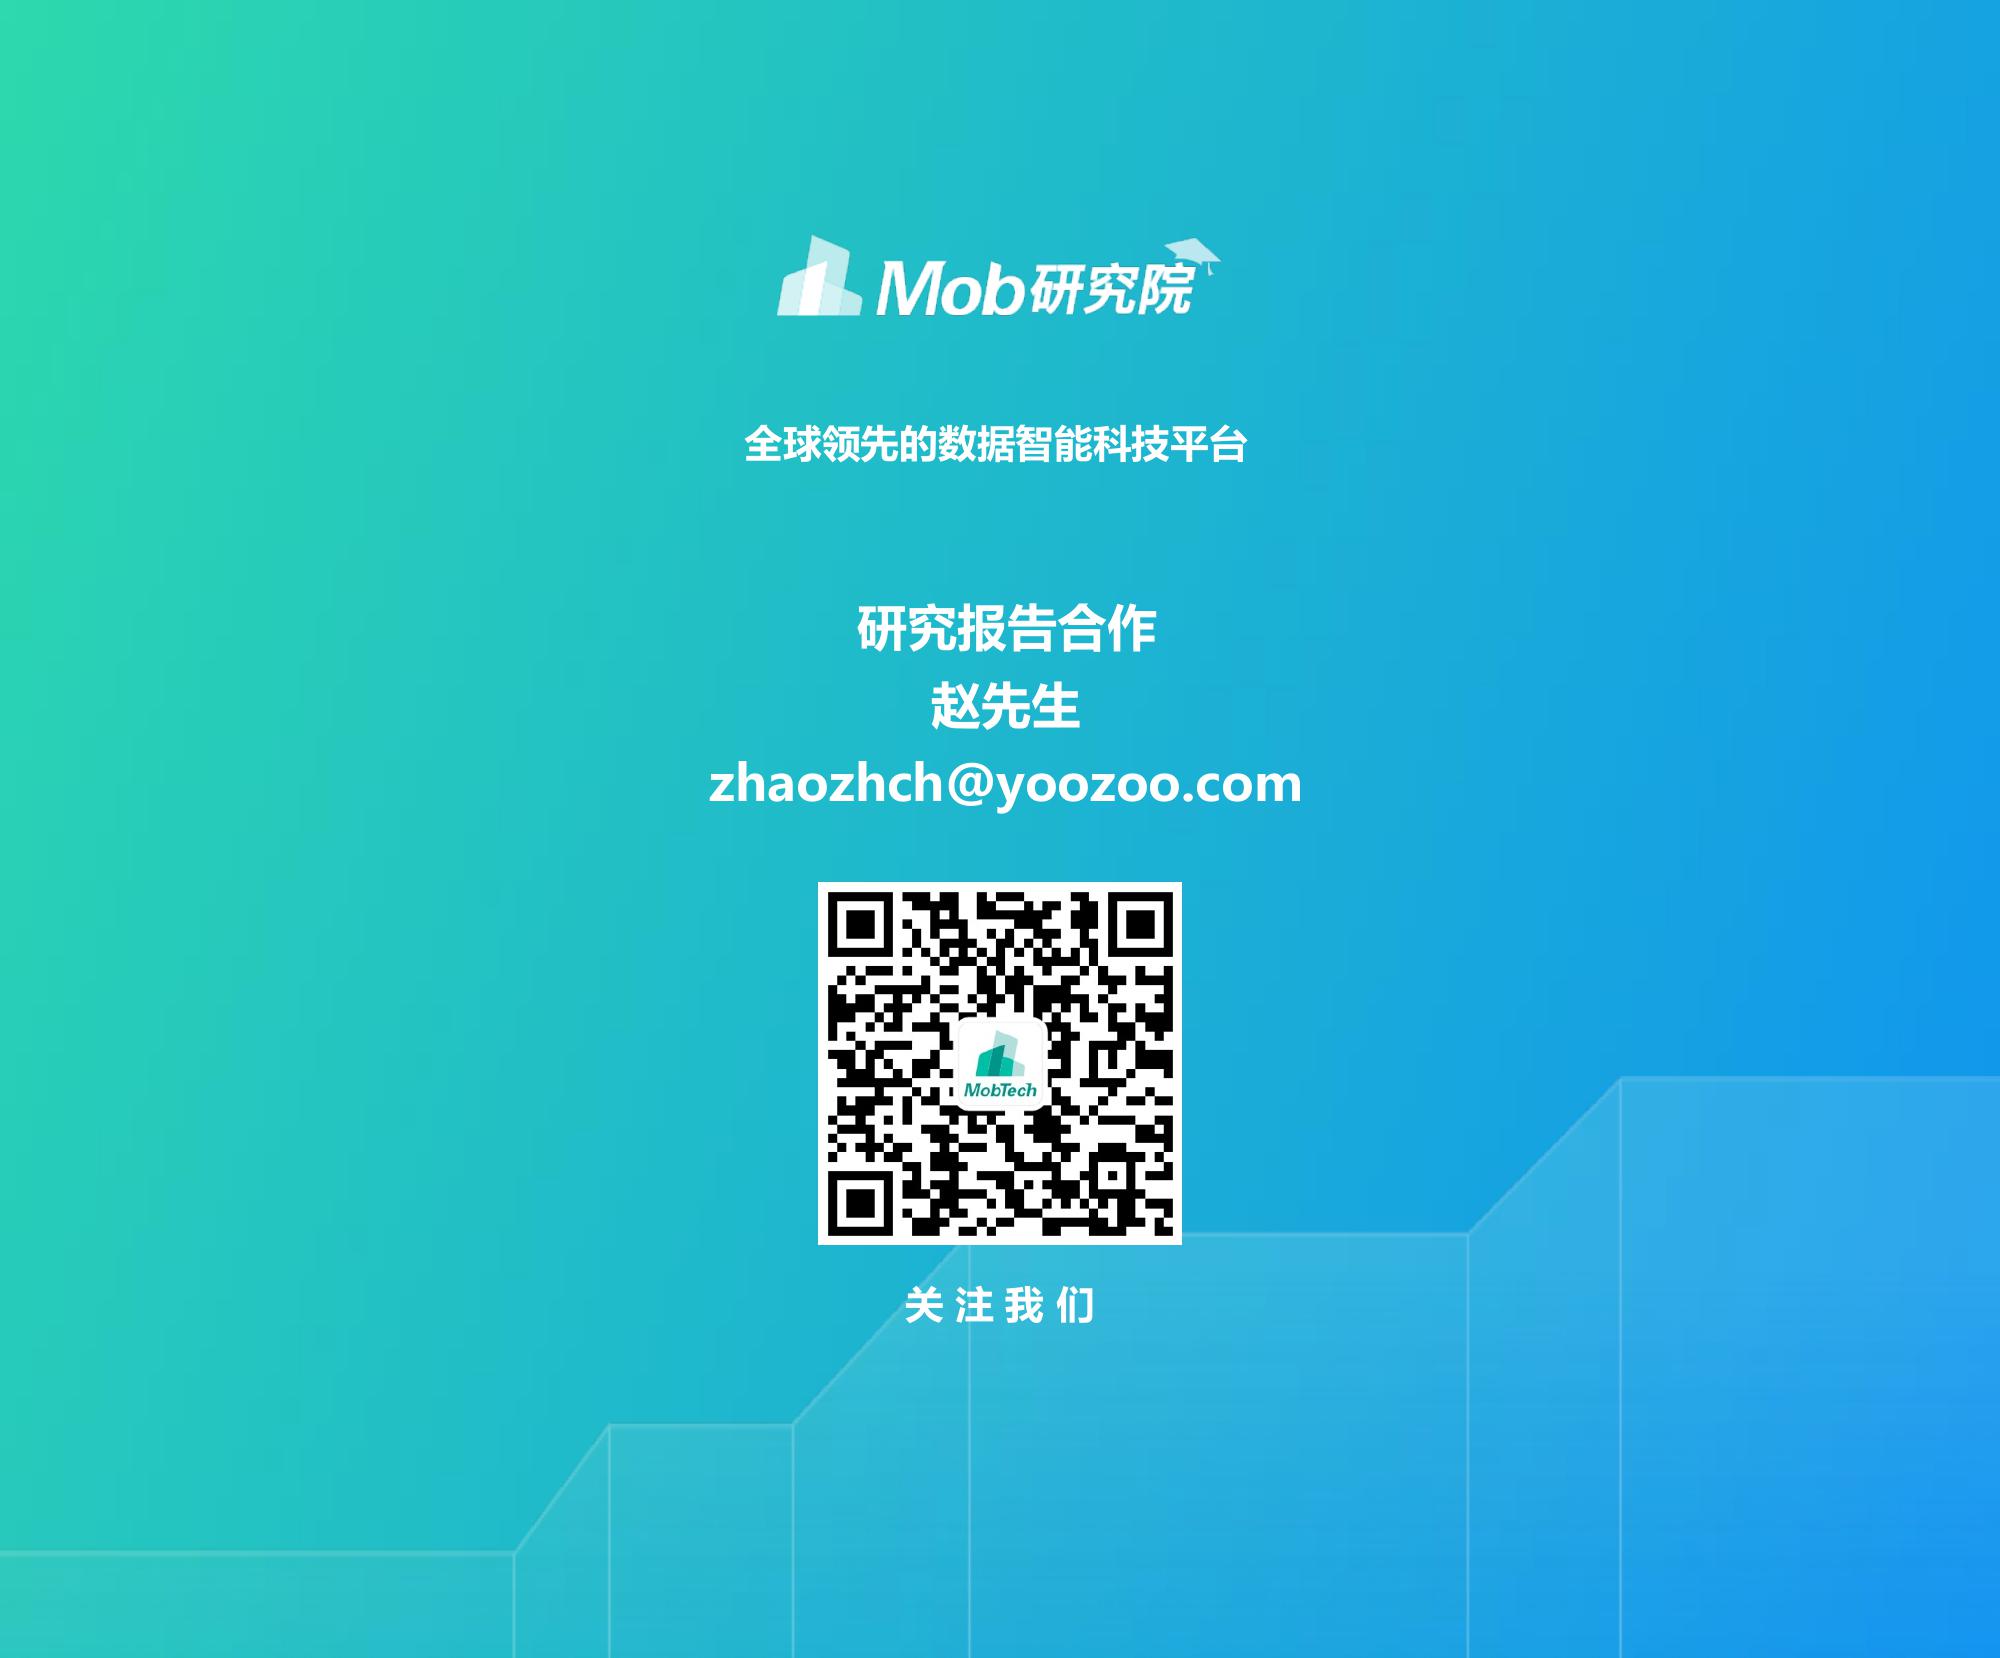 Mob研究院
全球领先的数据智能科技平台
研究报告合作
赵先生
zhaozhch@yoozoo.com
MobTech
关注我们